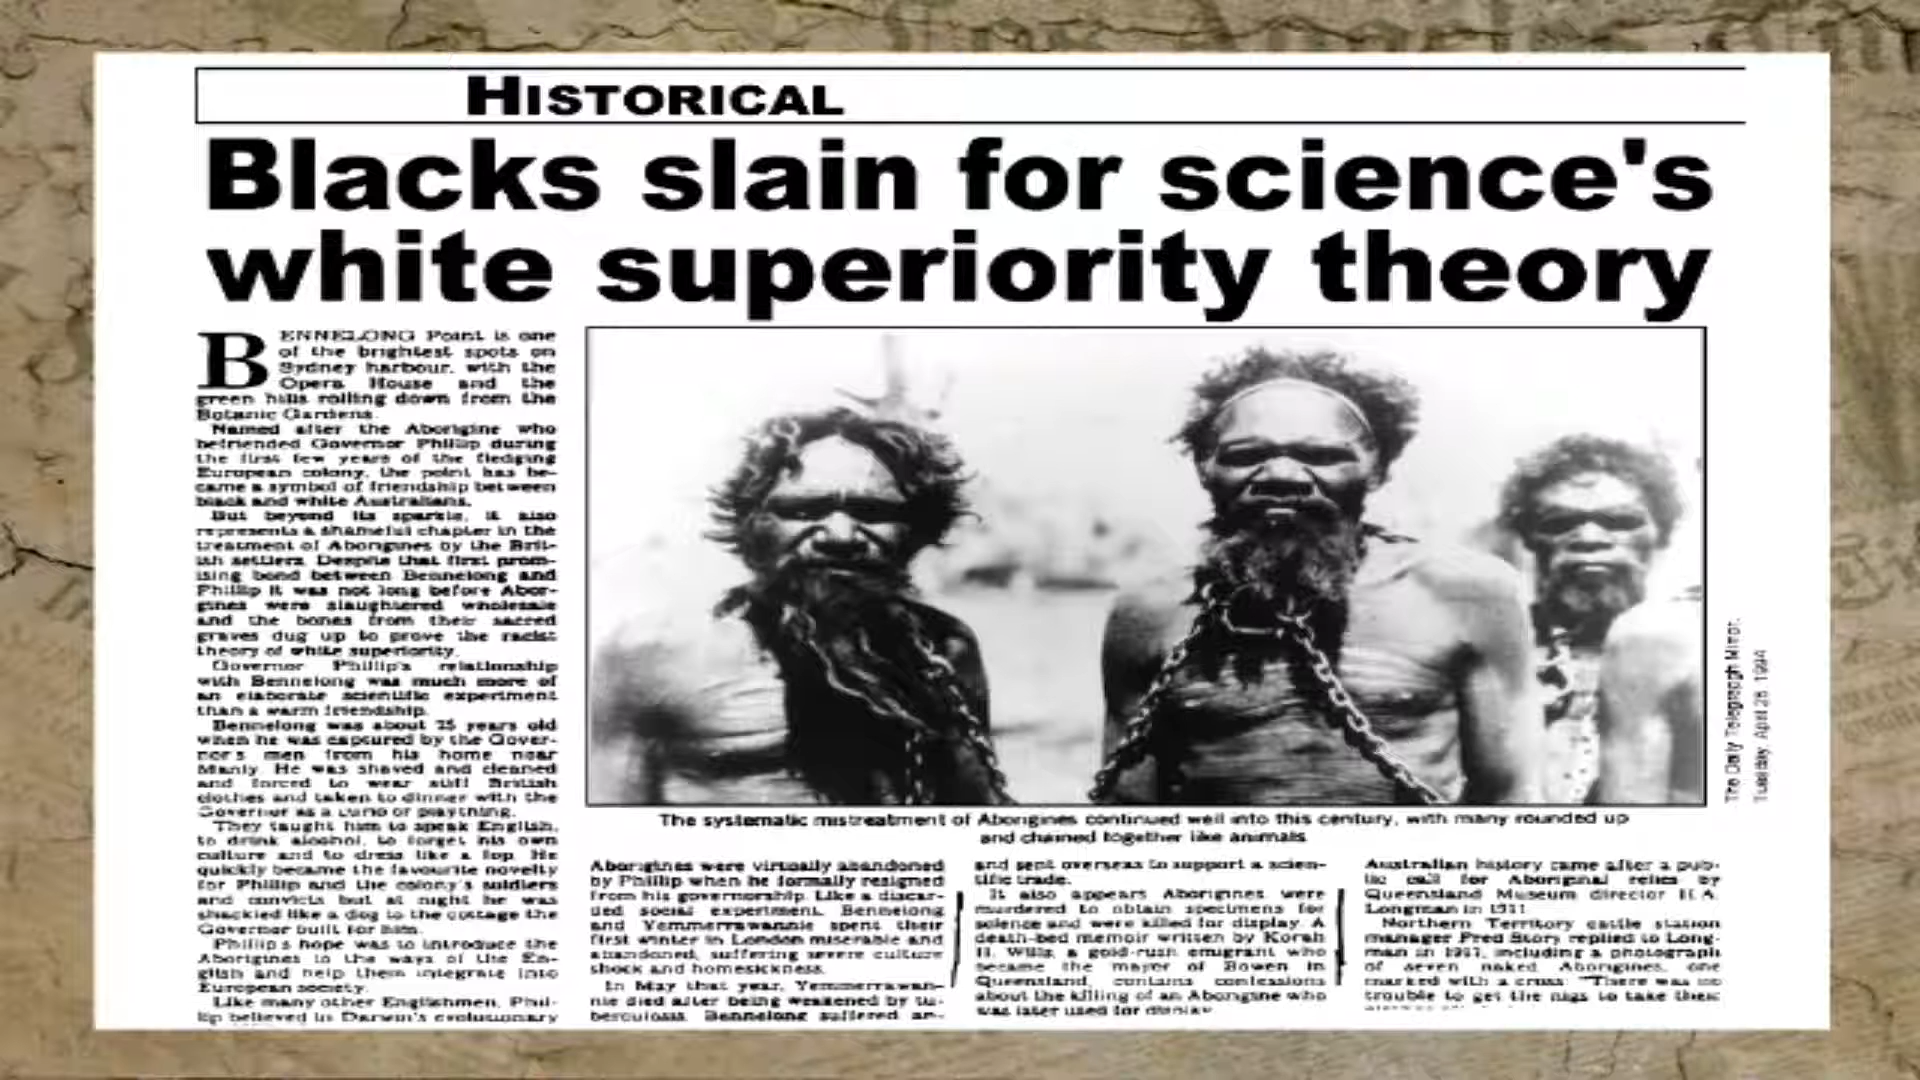 HISTORICAL
Blacks slain for science's
white superiority theory
BENNELONG Point is one
of the brightest spots on
Sydney harbour, with the
Opera House and the
green hills rolling down from the
Botanic Gardens.
Named after the Aborigine who
befriended Governor Phillip during
the first few years of the fledging
European colony, the point has be-
came a symbol of friendship between
black and white Australians.
But beyond its sparkle, it also
represents a shameful chapter in the
treatment of Aborigines by the Brit-
ish settlers. Despite that first prom-
ising bond between Bennelong and
Phillip it was not long before Abor-
gines were slaughtered wholesale
and the bones from their sacred
graves dug up to prove the racist
theory of white superiority.
Governor Phillip's relationship
with Bennelong was much more of
an elaborate scientific experiment
than a warm friendship.
Bennelong was about 25 years old
when he was captured by the Gover-
nor's men from his home near
Manly. He was shaved and cleaned
and forced to wear stiff British
clothes and taken to dinner with the
Governor as a curio or plaything.
They taught him to speak English,
to drink alcohol, to forget his own
culture and to dress like a fop. He
quickly became the favourite novelty
for Phillip and the colony's soldiers
and convicts but at night he was
shackled like a dog to the cottage the
Governor built for him.
Phillip's hope was to introduce the
Aborigines to the ways of the En-
glish and help them integrate into
European society.
Like many other Englishmen, Phil-
lip believed in Darwin's evolutionary
The Daily Telegraph Mirror,
Tuesday April 26 1994
The systematic mistreatment of Aborigines continued well into this century, with many rounded up
and chained together like animals
Aborigines were virtually abandoned
by Phillip when he formally resigned
from his governorship. Like a discar-
ded social experiment, Bennelong
and Yemmerrawannie spent their
first winter in London miserable and
abandoned, suffering severe culture
shock and homesickness.
In May that year, Yemmerrawan-
nie died after being weakened by tu-
berculosis. Bennelong suffered an-
and sent overseas to support a scien-
tific trade.
It also appears Aborigines were
murdered to obtain specimens for
science and were killed for display. A
death-bed memoir written by Korah
H. Wills, a gold-rush emigrant who
became the mayor of Bowen in
Queensland, contains confessions
about the killing of an Aborigine who
was later used for display.
Australian history came after a pub-
lic call for Aboriginal relics by
Queensland Museum director H.A.
Longman in 1911.
Northern Territory cattle station
manager Fred Story replied to Long-
man in 1917, including a photograph
of seven naked Aborigines, one
marked with a cross. "There was no
trouble to get the nigs to take their